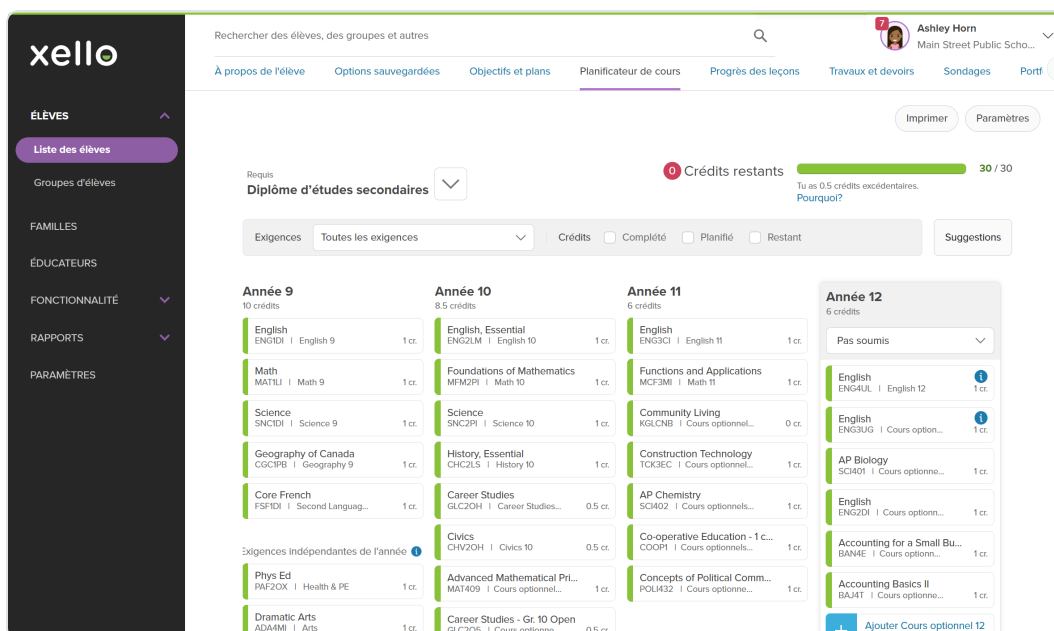 xello
Rechercher des élèves, des groupes et autres
7
Ashley Horn
Main Street Public Scho...
À propos de l'élève
Options sauvegardées
Objectifs et plans
Planificateur de cours
Progrès des leçons
Travaux et devoirs
Sondages
Portf
ÉLÈVES
Liste des élèves
Groupes d'élèves
FAMILLES
ÉDUCATEURS
FONCTIONNALITÉ
RAPPORTS
PARAMÈTRES
Imprimer
Paramètres
Requis
Diplôme d'études secondaires
0 Crédits restants
30 / 30
Tu as 0.5 crédits excédentaires.
Pourquoi?
Exigences
Toutes les exigences
Crédits
Complété
Planifié
Restant
Suggestions
Année 9
10 crédits
English
ENG1DI | English 9 1 cr.
Math
MAT1LI | Math 9 1 cr.
Science
SNC1DI | Science 9 1 cr.
Geography of Canada
CGC1PB | Geography 9 1 cr.
Core French
FSF1DI | Second Languag... 1 cr.
Exigences indépendantes de l'année
Phys Ed
PAF2OX | Health & PE 1 cr.
Dramatic Arts
ADA4MI | Arts 1 cr.
Année 10
8.5 crédits
English, Essential
ENG2LM | English 10 1 cr.
Foundations of Mathematics
MFM2PI | Math 10 1 cr.
Science
SNC2PI | Science 10 1 cr.
History, Essential
CHC2LS | History 10 1 cr.
Career Studies
GLC2OH | Career Studies... 0.5 cr.
Civics
CHV2OH | Civics 10 0.5 cr.
Advanced Mathematical Pri...
MAT409 | Cours optionnel... 1 cr.
Career Studies - Gr. 10 Open
GLC2O5 | Cours optionne... 0.5 cr.
Année 11
6 crédits
English
ENG3CI | English 11 1 cr.
Functions and Applications
MCF3MI | Math 11 1 cr.
Community Living
KGLCNB | Cours optionnel... 0 cr.
Construction Technology
TCK3EC | Cours optionnel... 1 cr.
AP Chemistry
SCI402 | Cours optionnels... 1 cr.
Co-operative Education - 1 c...
COOP1 | Cours optionnels... 1 cr.
Concepts of Political Comm...
POLI432 | Cours optionne... 1 cr.
Année 12
6 crédits
Pas soumis
English
ENG4UL | English 12 1 cr.
English
ENG3UG | Cours option... 1 cr.
AP Biology
SCI401 | Cours optionne... 1 cr.
English
ENG2DI | Cours optionn... 1 cr.
Accounting for a Small Bu...
BAN4E | Cours optionn... 1 cr.
Accounting Basics II
BAJ4T | Cours optionne... 1 cr.
Ajouter Cours optionnel 12